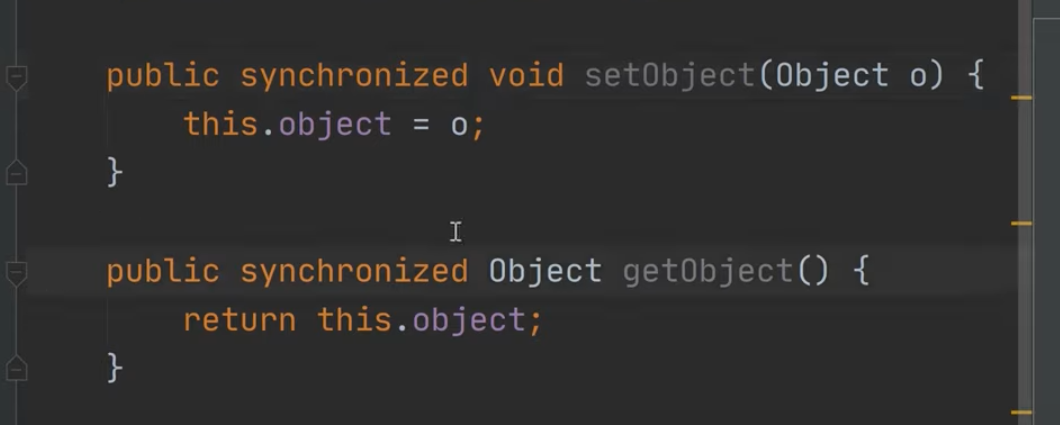 public synchronized void setObject(Object o) {
this.object = o;
}
public synchronized Object getObject() {
return this.object;
}